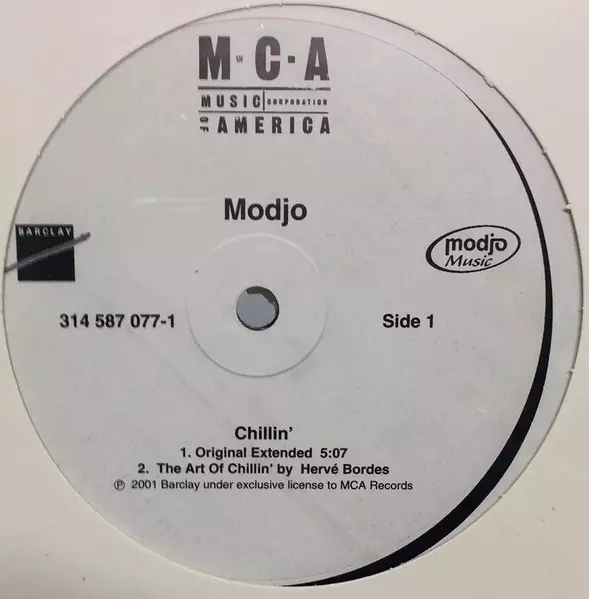 M·C·A
MUSIC CORPORATION
OF AMERICA
Modjo
BARCLAY
modjo
Music
314 587 077-1
Side 1
Chillin'
1. Original Extended 5:07
2. The Art Of Chillin' by Hervé Bordes
℗ 2001 Barclay under exclusive license to MCA Records